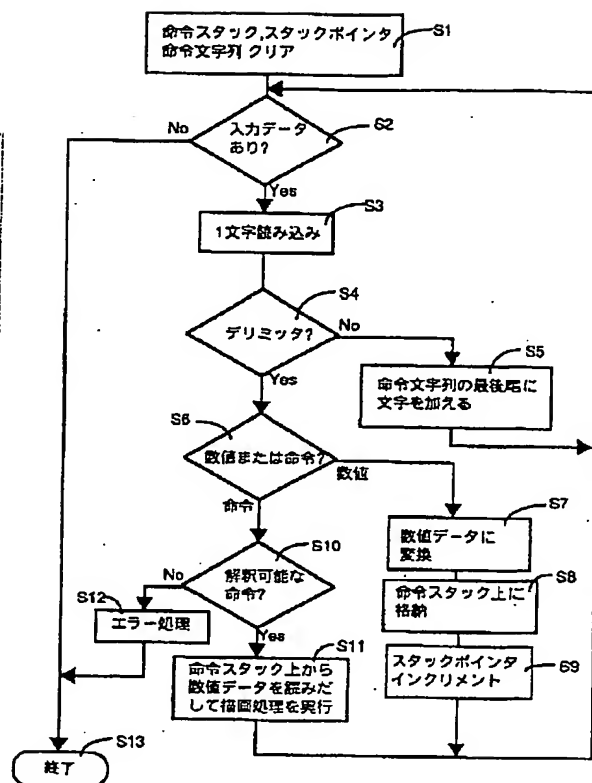 命令スタック,スタックポインタ
命令文字列 クリア
S1
入力データ
あり?
S2
No
Yes
1文字読み込み
S3
デリミッタ?
S4
No
Yes
命令文字列の最後尾に
文字を加える
S5
数値または命令?
S6
数値
命令
数値データに
変換
S7
命令スタック上に
格納
S8
スタックポインタ
インクリメント
S9
解釈可能な
命令?
S10
No
Yes
エラー処理
S12
命令スタック上から
数値データを読みだ
して描画処理を実行
S11
終了
S13